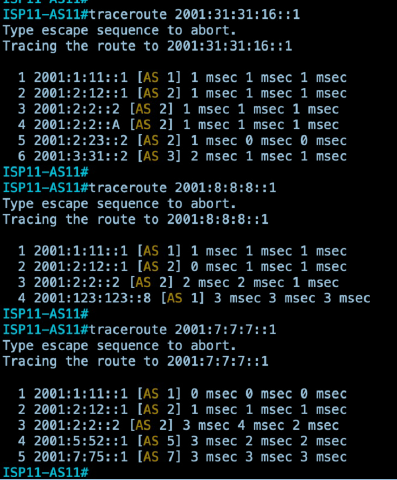 ISP11-AS11#traceroute 2001:31:31:16::1
Type escape sequence to abort.
Tracing the route to 2001:31:31:16::1
1 2001:1:11::1 [AS 1] 1 msec 1 msec 1 msec
2 2001:2:12::1 [AS 2] 1 msec 1 msec 1 msec
3 2001:2:2::2 [AS 2] 1 msec 1 msec 1 msec
4 2001:2:2::A [AS 2] 1 msec 1 msec 1 msec
5 2001:2:23::2 [AS 2] 1 msec 0 msec 0 msec
6 2001:3:31::2 [AS 3] 2 msec 1 msec 1 msec
ISP11-AS11#
ISP11-AS11#traceroute 2001:8:8:8::1
Type escape sequence to abort.
Tracing the route to 2001:8:8:8::1
1 2001:1:11::1 [AS 1] 1 msec 1 msec 1 msec
2 2001:2:12::1 [AS 2] 0 msec 1 msec 1 msec
3 2001:2:2::2 [AS 2] 2 msec 2 msec 1 msec
4 2001:123:123::8 [AS 1] 3 msec 3 msec 3 msec
ISP11-AS11#
ISP11-AS11#traceroute 2001:7:7:7::1
Type escape sequence to abort.
Tracing the route to 2001:7:7:7::1
1 2001:1:11::1 [AS 1] 0 msec 0 msec 0 msec
2 2001:2:12::1 [AS 2] 1 msec 1 msec 1 msec
3 2001:2:2::2 [AS 2] 3 msec 4 msec 2 msec
4 2001:5:52::1 [AS 5] 3 msec 2 msec 2 msec
5 2001:7:75::1 [AS 7] 3 msec 3 msec 3 msec
ISP11-AS11#